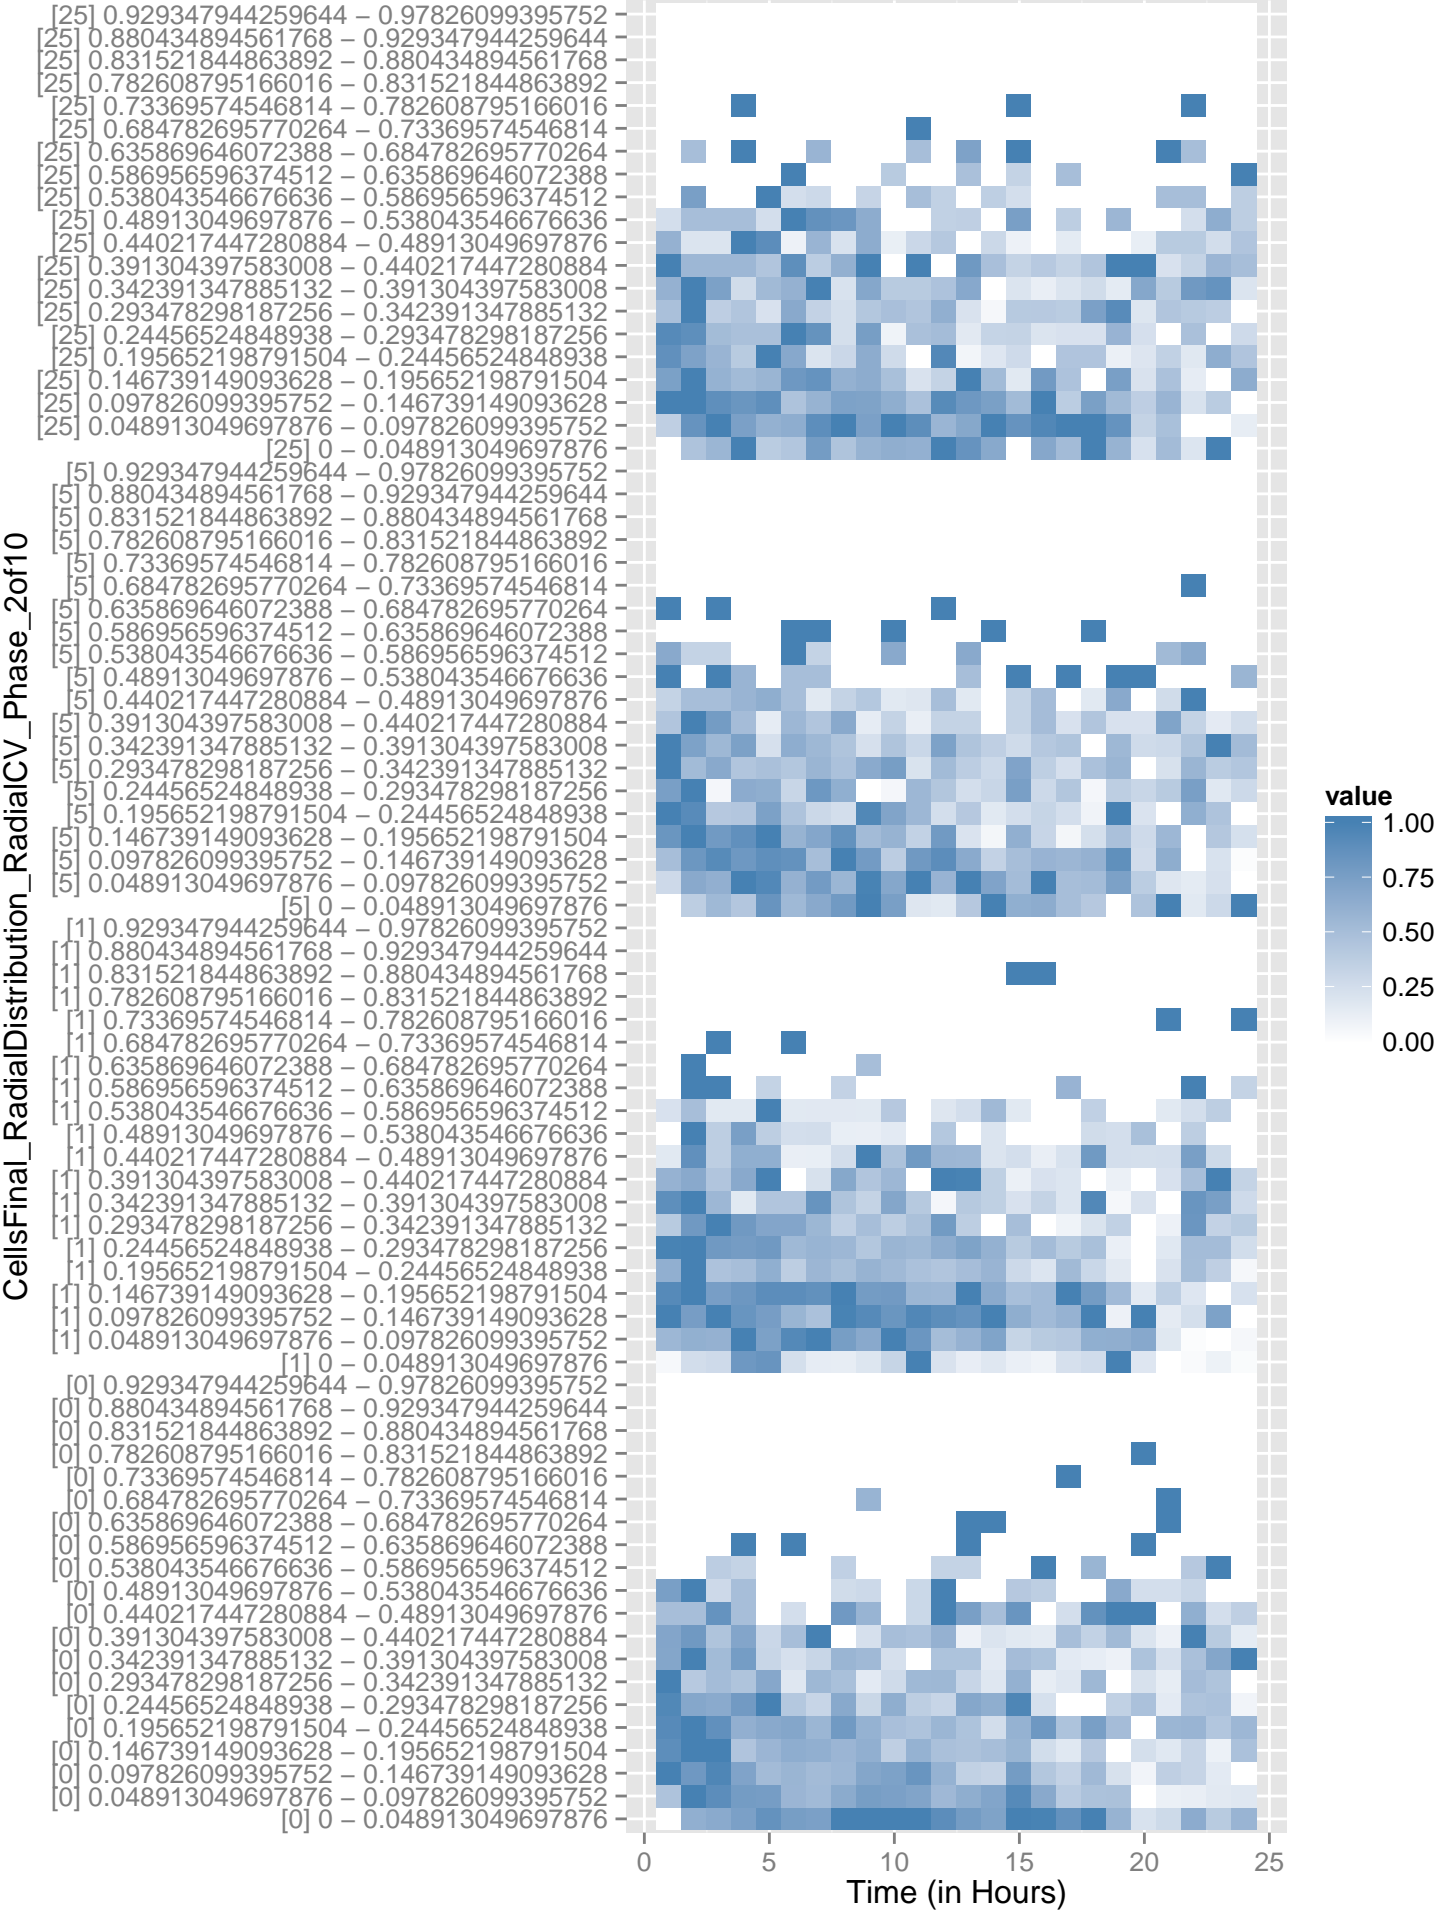 [25] 0.929347944259644 – 0.97826099395752
[25] 0.880434894561768 – 0.929347944259644
[25] 0.831521844863892 – 0.880434894561768
[25] 0.782608795166016 – 0.831521844863892
[25] 0.73369574546814 – 0.782608795166016
[25] 0.684782695770264 – 0.73369574546814
[25] 0.635869646072388 – 0.684782695770264
[25] 0.586956596374512 – 0.635869646072388
[25] 0.538043546676636 – 0.586956596374512
[25] 0.48913049697876 – 0.538043546676636
[25] 0.440217447280884 – 0.48913049697876
[25] 0.391304397583008 – 0.440217447280884
[25] 0.342391347885132 – 0.391304397583008
[25] 0.293478298187256 – 0.342391347885132
[25] 0.24456524848938 – 0.293478298187256
[25] 0.195652198791504 – 0.24456524848938
[25] 0.146739149093628 – 0.195652198791504
[25] 0.097826099395752 – 0.146739149093628
[25] 0.048913049697876 – 0.097826099395752
[25] 0 – 0.048913049697876
[5] 0.929347944259644 – 0.97826099395752
[5] 0.880434894561768 – 0.929347944259644
[5] 0.831521844863892 – 0.880434894561768
[5] 0.782608795166016 – 0.831521844863892
[5] 0.73369574546814 – 0.782608795166016
[5] 0.684782695770264 – 0.73369574546814
[5] 0.635869646072388 – 0.684782695770264
[5] 0.586956596374512 – 0.635869646072388
[5] 0.538043546676636 – 0.586956596374512
[5] 0.48913049697876 – 0.538043546676636
[5] 0.440217447280884 – 0.48913049697876
[5] 0.391304397583008 – 0.440217447280884
[5] 0.342391347885132 – 0.391304397583008
[5] 0.293478298187256 – 0.342391347885132
[5] 0.24456524848938 – 0.293478298187256
[5] 0.195652198791504 – 0.24456524848938
[5] 0.146739149093628 – 0.195652198791504
[5] 0.097826099395752 – 0.146739149093628
[5] 0.048913049697876 – 0.097826099395752
[5] 0 – 0.048913049697876
[1] 0.929347944259644 – 0.97826099395752
[1] 0.880434894561768 – 0.929347944259644
[1] 0.831521844863892 – 0.880434894561768
[1] 0.782608795166016 – 0.831521844863892
[1] 0.73369574546814 – 0.782608795166016
[1] 0.684782695770264 – 0.73369574546814
[1] 0.635869646072388 – 0.684782695770264
[1] 0.586956596374512 – 0.635869646072388
[1] 0.538043546676636 – 0.586956596374512
[1] 0.48913049697876 – 0.538043546676636
[1] 0.440217447280884 – 0.48913049697876
[1] 0.391304397583008 – 0.440217447280884
[1] 0.342391347885132 – 0.391304397583008
[1] 0.293478298187256 – 0.342391347885132
[1] 0.24456524848938 – 0.293478298187256
[1] 0.195652198791504 – 0.24456524848938
[1] 0.146739149093628 – 0.195652198791504
[1] 0.097826099395752 – 0.146739149093628
[1] 0.048913049697876 – 0.097826099395752
[1] 0 – 0.048913049697876
[0] 0.929347944259644 – 0.97826099395752
[0] 0.880434894561768 – 0.929347944259644
[0] 0.831521844863892 – 0.880434894561768
[0] 0.782608795166016 – 0.831521844863892
[0] 0.73369574546814 – 0.782608795166016
[0] 0.684782695770264 – 0.73369574546814
[0] 0.635869646072388 – 0.684782695770264
[0] 0.586956596374512 – 0.635869646072388
[0] 0.538043546676636 – 0.586956596374512
[0] 0.48913049697876 – 0.538043546676636
[0] 0.440217447280884 – 0.48913049697876
[0] 0.391304397583008 – 0.440217447280884
[0] 0.342391347885132 – 0.391304397583008
[0] 0.293478298187256 – 0.342391347885132
[0] 0.24456524848938 – 0.293478298187256
[0] 0.195652198791504 – 0.24456524848938
[0] 0.146739149093628 – 0.195652198791504
[0] 0.097826099395752 – 0.146739149093628
[0] 0.048913049697876 – 0.097826099395752
[0] 0 – 0.048913049697876
CellsFinal_RadialDistribution_RadialCV_Phase_2of10
0 5 10 15 20 25
Time (in Hours)
value
1.00
0.75
0.50
0.25
0.00